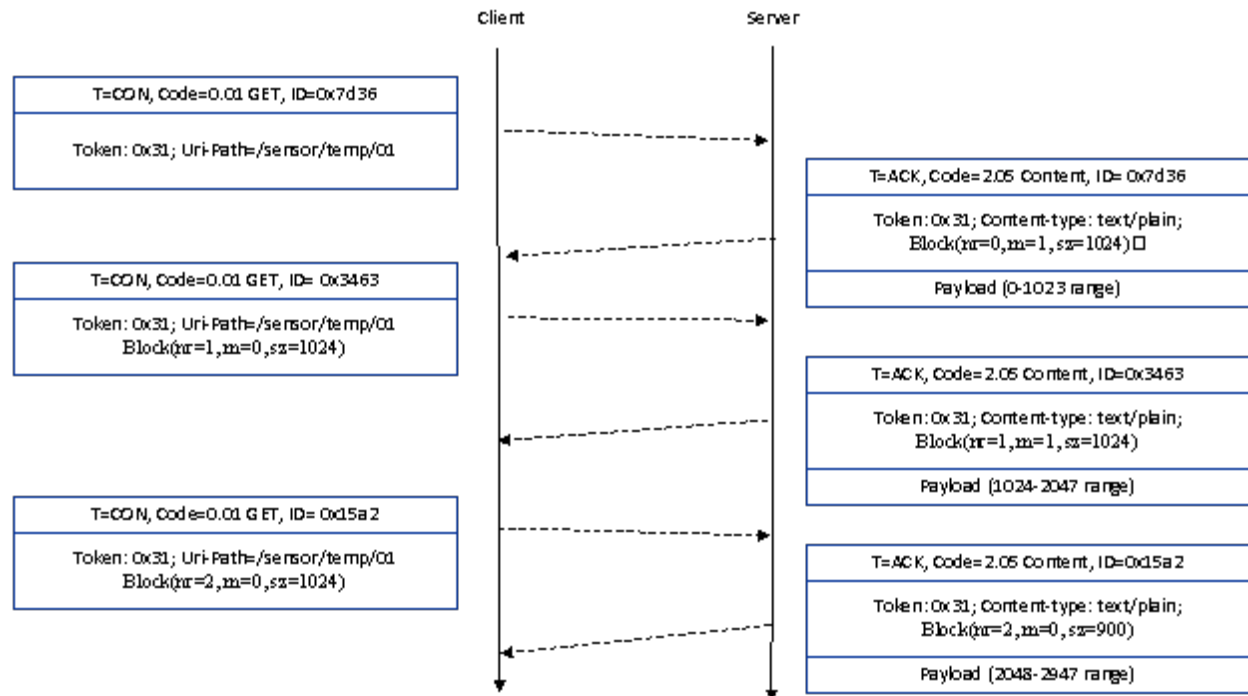 Client
Server
T=CON, Code=0.01 GET, ID=0x7d36
Token: 0x31; Uri-Path=/sensor/temp/01
T=ACK, Code=2.05 Content, ID= 0x7d36
Token: 0x31; Content-type: text/plain;
Block(nr=0,m=1,sz=1024)□
Payload (0-1023 range)
T=CON, Code=0.01 GET, ID= 0x3463
Token: 0x31; Uri-Path=/sensor/temp/01
Block(nr=1,m=0,sz=1024)
T=ACK, Code=2.05 Content, ID=0x3463
Token: 0x31; Content-type: text/plain;
Block(nr=1,m=1,sz=1024)
Payload (1024-2047 range)
T=CON, Code=0.01 GET, ID= 0x15a2
Token: 0x31; Uri-Path=/sensor/temp/01
Block(nr=2,m=0,sz=1024)
T=ACK, Code=2.05 Content, ID=0x15a2
Token: 0x31; Content-type: text/plain;
Block(nr=2,m=0,sz=900)
Payload (2048-2947 range)